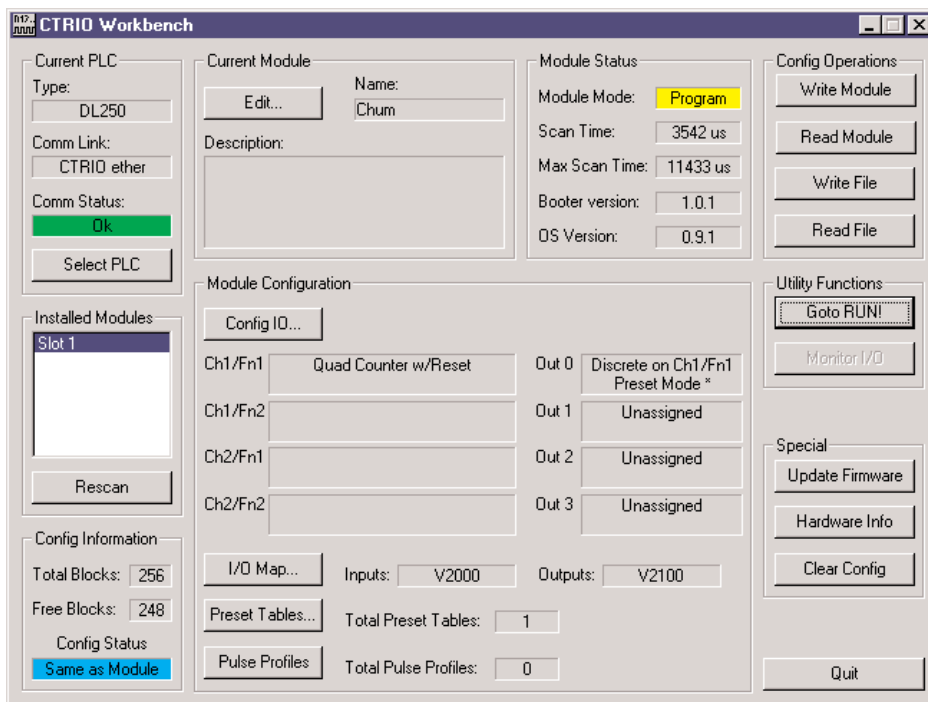 CTRIO Workbench
Current PLC
Type:
DL250
Comm Link:
CTRIO ether
Comm Status:
Ok
Select PLC
Current Module
Edit...
Name:
Chum
Description:
Module Status
Module Mode: Program
Scan Time: 3542 us
Max Scan Time: 11433 us
Booter version: 1.0.1
OS Version: 0.9.1
Config Operations
Write Module
Read Module
Write File
Read File
Installed Modules
Slot 1
Rescan
Module Configuration
Config IO...
Ch1/Fn1 Quad Counter w/Reset
Ch1/Fn2
Ch2/Fn1
Ch2/Fn2
Out 0 Discrete on Ch1/Fn1
Preset Mode *
Out 1 Unassigned
Out 2 Unassigned
Out 3 Unassigned
I/O Map... Inputs: V2000 Outputs: V2100
Preset Tables... Total Preset Tables: 1
Pulse Profiles Total Pulse Profiles: 0
Utility Functions
Goto RUN!
Monitor I/O
Special
Update Firmware
Hardware Info
Clear Config
Config Information
Total Blocks: 256
Free Blocks: 248
Config Status
Same as Module
Quit